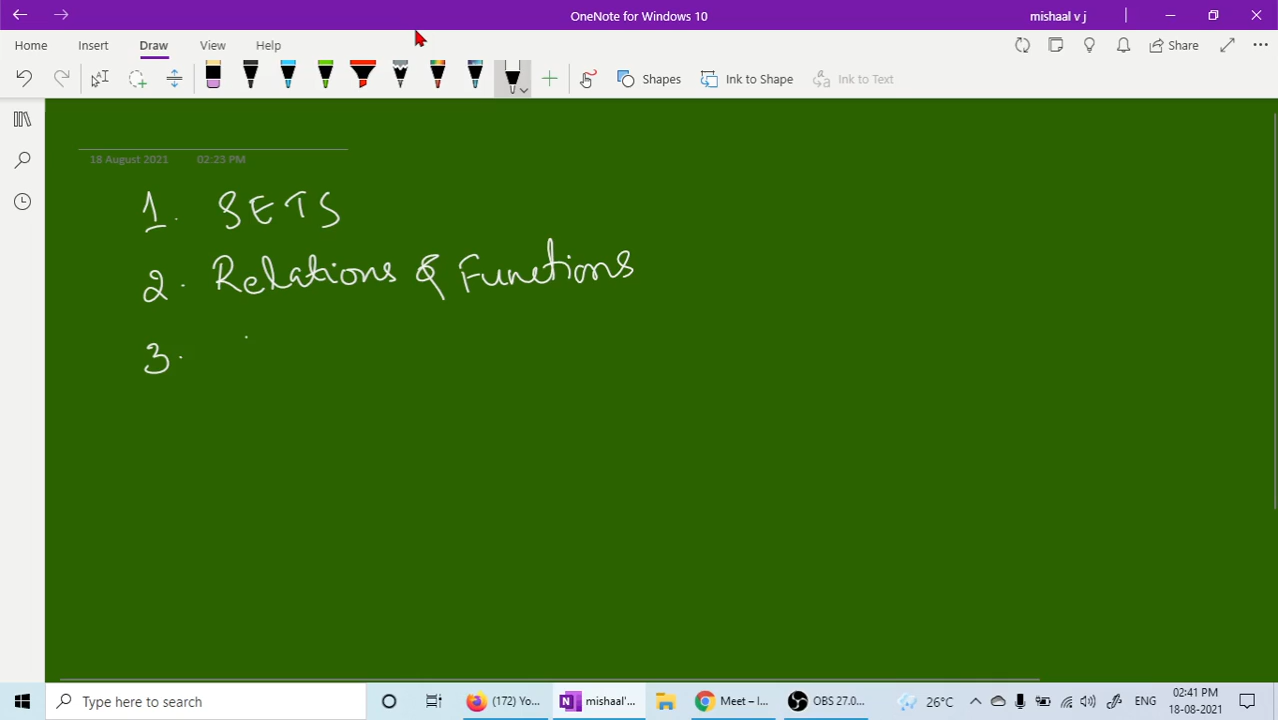 OneNote for Windows 10
mishaal v j
Home Insert Draw View Help
Share
Shapes
Ink to Shape
Ink to Text
18 August 2021 02:23 PM
1. SETS
2. Relations & Functions
3.
Type here to search
(172) Yo...
mishaal'...
Meet – I...
OBS 27.0...
26°C
ENG
02:41 PM
18-08-2021